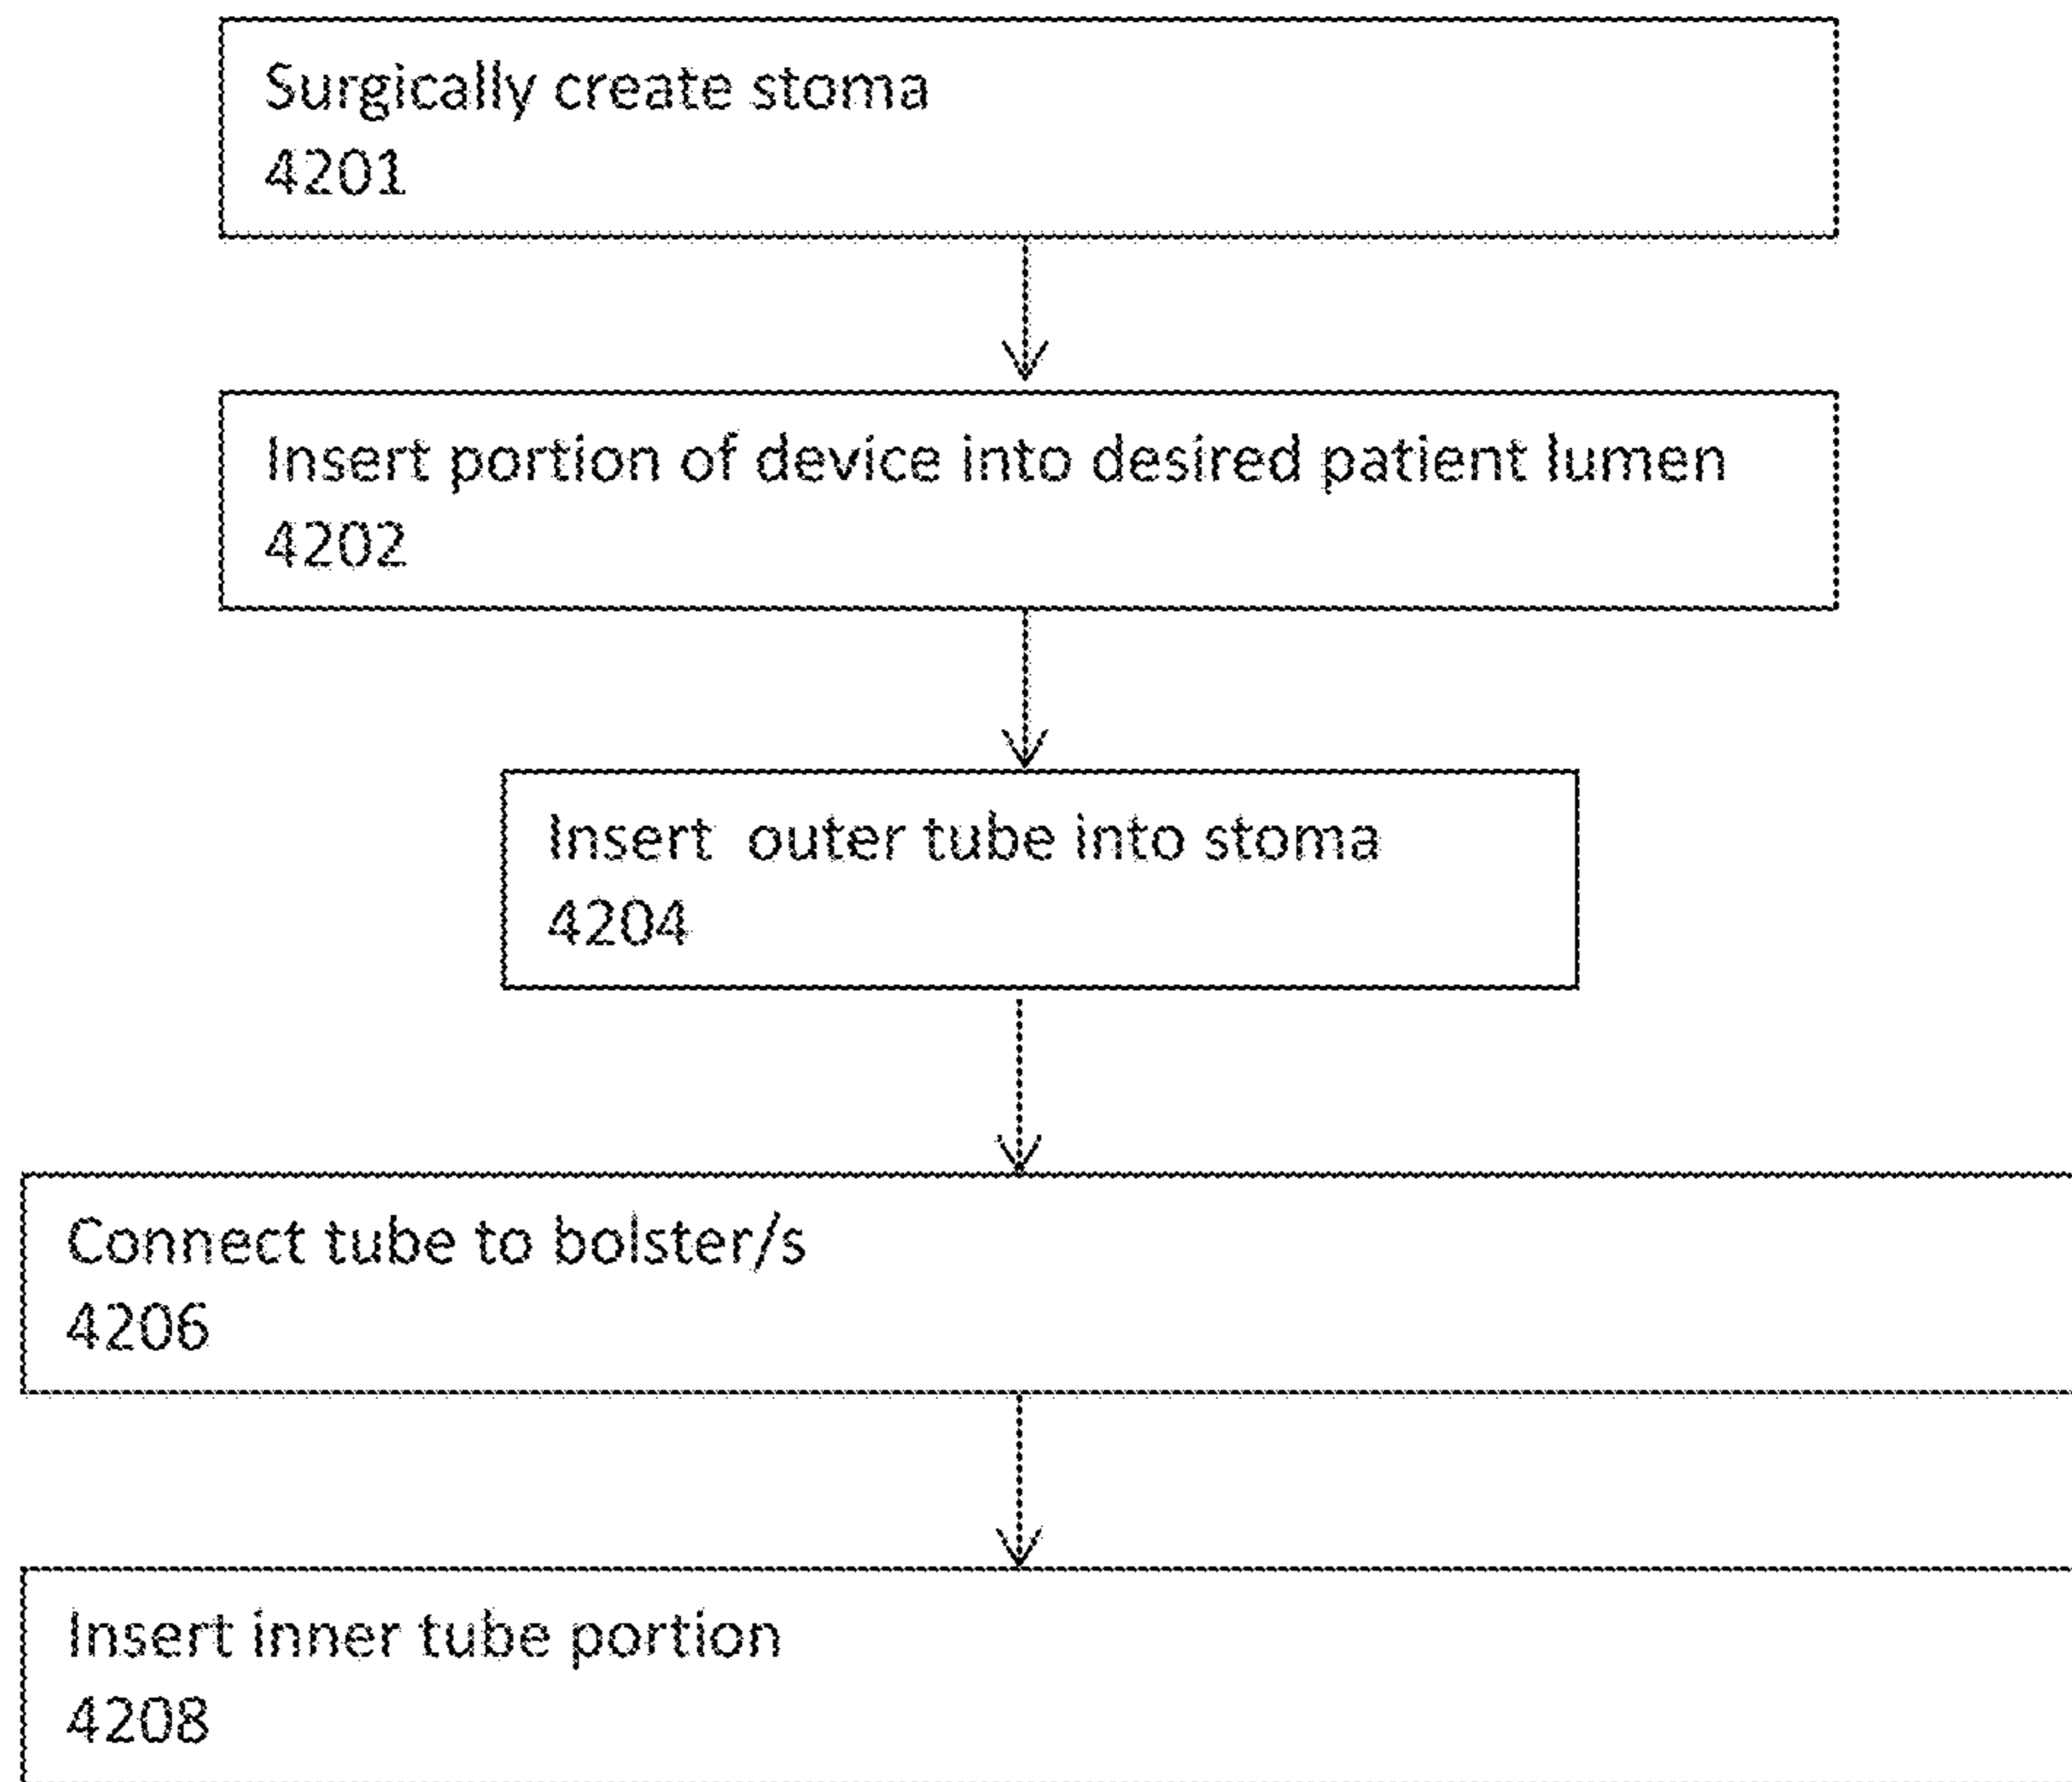 Surgically create stoma
4201
Insert portion of device into desired patient lumen
4202
Insert outer tube into stoma
4204
Connect tube to bolster/s
4206
Insert inner tube portion
4208